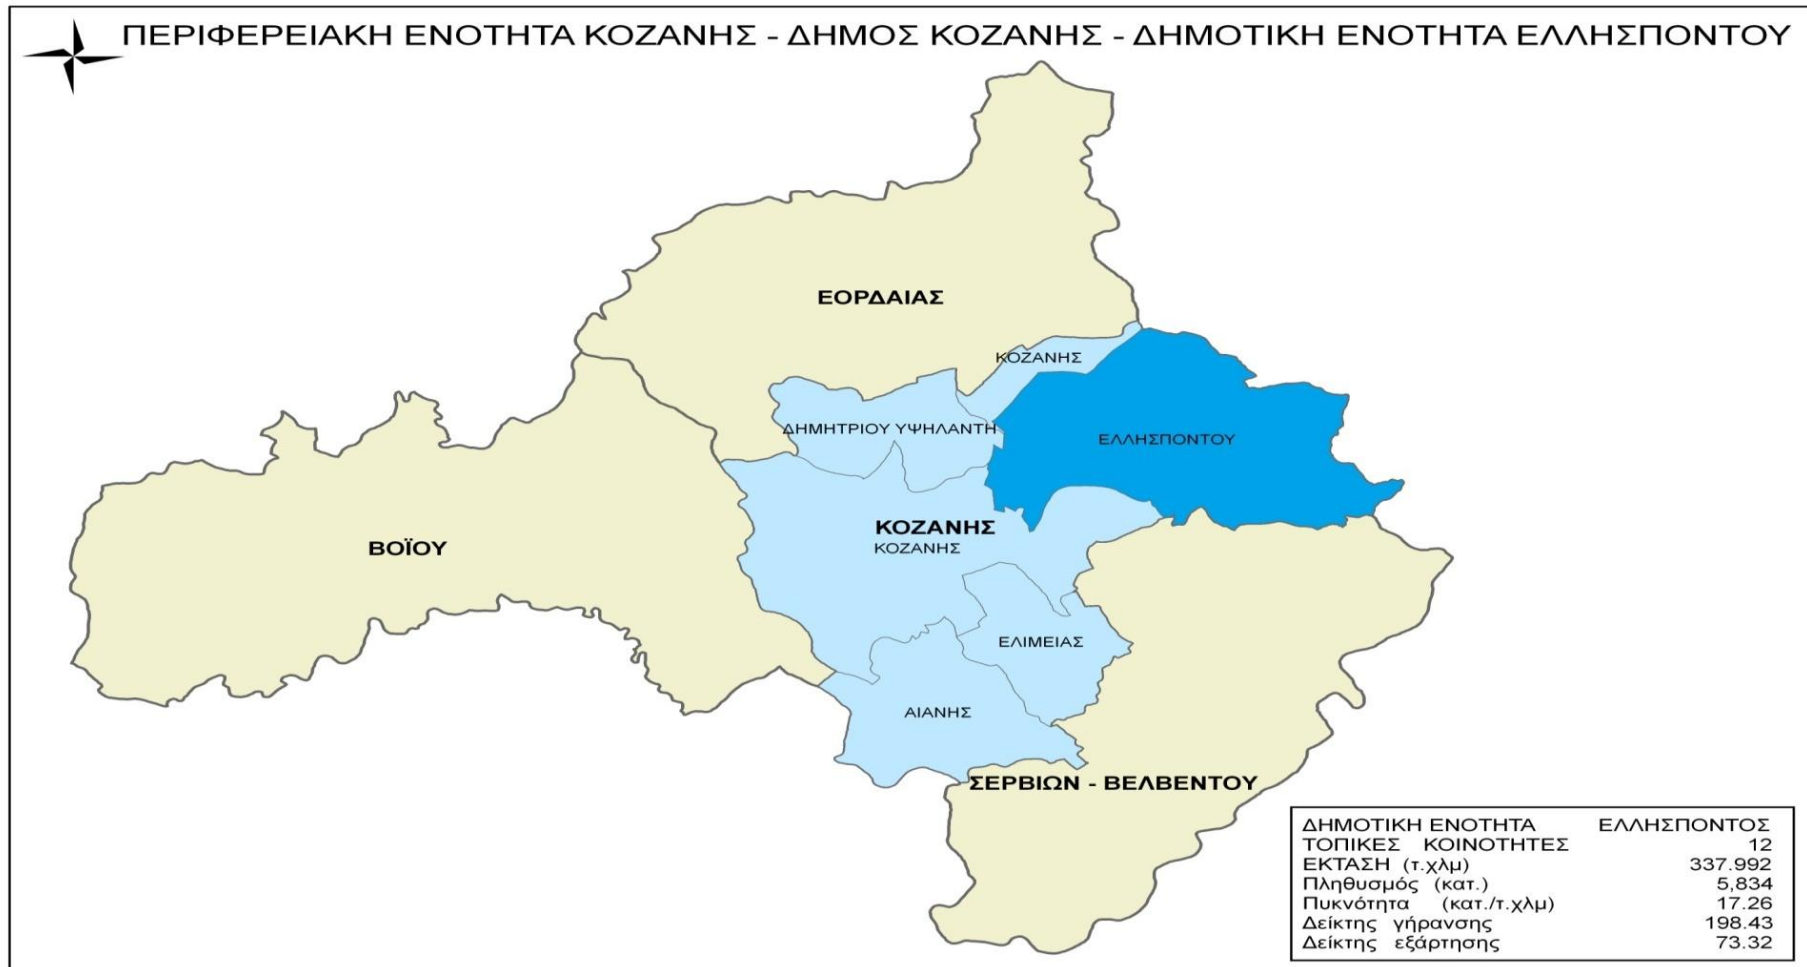 ΠΕΡΙΦΕΡΕΙΑΚΗ ΕΝΟΤΗΤΑ ΚΟΖΑΝΗΣ - ΔΗΜΟΣ ΚΟΖΑΝΗΣ - ΔΗΜΟΤΙΚΗ ΕΝΟΤΗΤΑ ΕΛΛΗΣΠΟΝΤΟΥ
ΕΟΡΔΑΙΑΣ
ΚΟΖΑΝΗΣ
ΔΗΜΗΤΡΙΟΥ ΥΨΗΛΑΝΤΗ
ΕΛΛΗΣΠΟΝΤΟΥ
ΚΟΖΑΝΗΣ
ΚΟΖΑΝΗΣ
ΒΟΪΟΥ
ΕΛΙΜΕΙΑΣ
ΑΙΑΝΗΣ
ΣΕΡΒΙΩΝ - ΒΕΛΒΕΝΤΟΥ
ΔΗΜΟΤΙΚΗ ΕΝΟΤΗΤΑ ΕΛΛΗΣΠΟΝΤΟΣ
ΤΟΠΙΚΕΣ ΚΟΙΝΟΤΗΤΕΣ 12
ΕΚΤΑΣΗ (τ.χλμ) 337.992
Πληθυσμός (κατ.) 5,834
Πυκνότητα (κατ./τ.χλμ) 17.26
Δείκτης γήρανσης 198.43
Δείκτης εξάρτησης 73.32